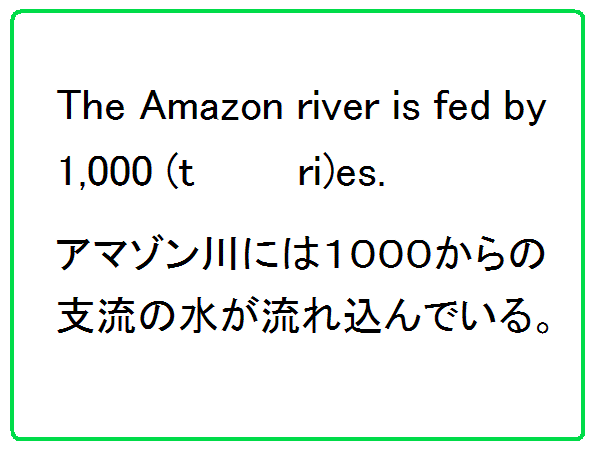 The Amazon river is fed by
1,000 (t　　　ri)es.
アマゾン川には１０００からの
支流の水が流れ込んでいる。